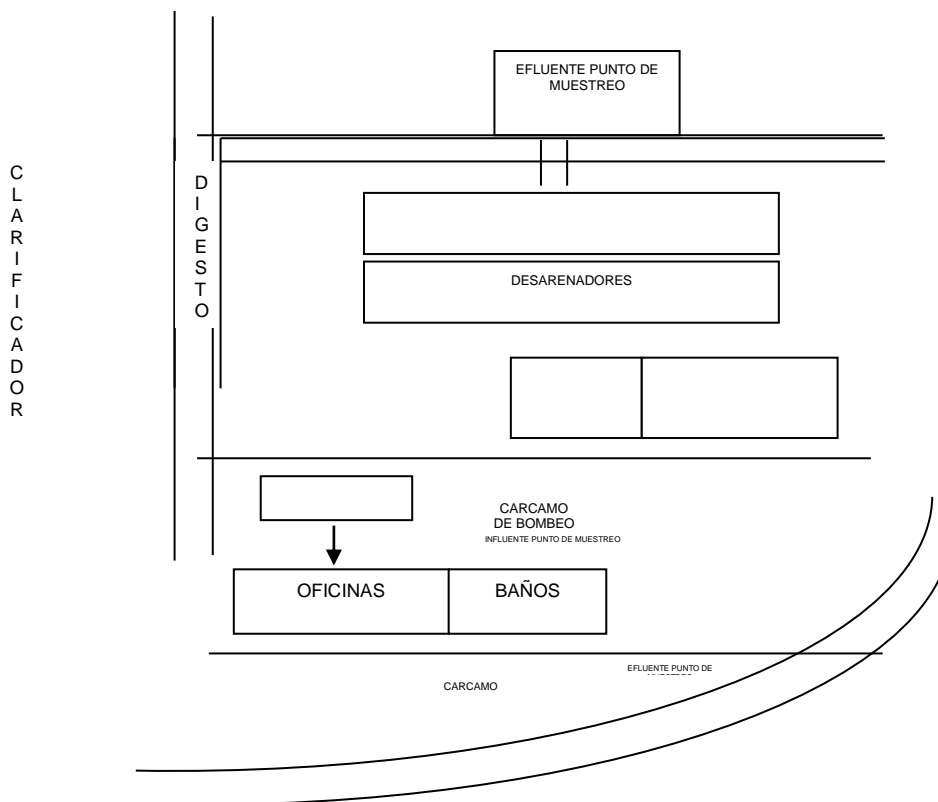 EFLUENTE PUNTO DE
MUESTREO
CLARIFICADOR
DIGESTO
DESARENADORES
CARCAMO
DE BOMBEO
INFLUENTE PUNTO DE MUESTREO
OFICINAS
BAÑOS
EFLUENTE PUNTO DE
CARCAMO